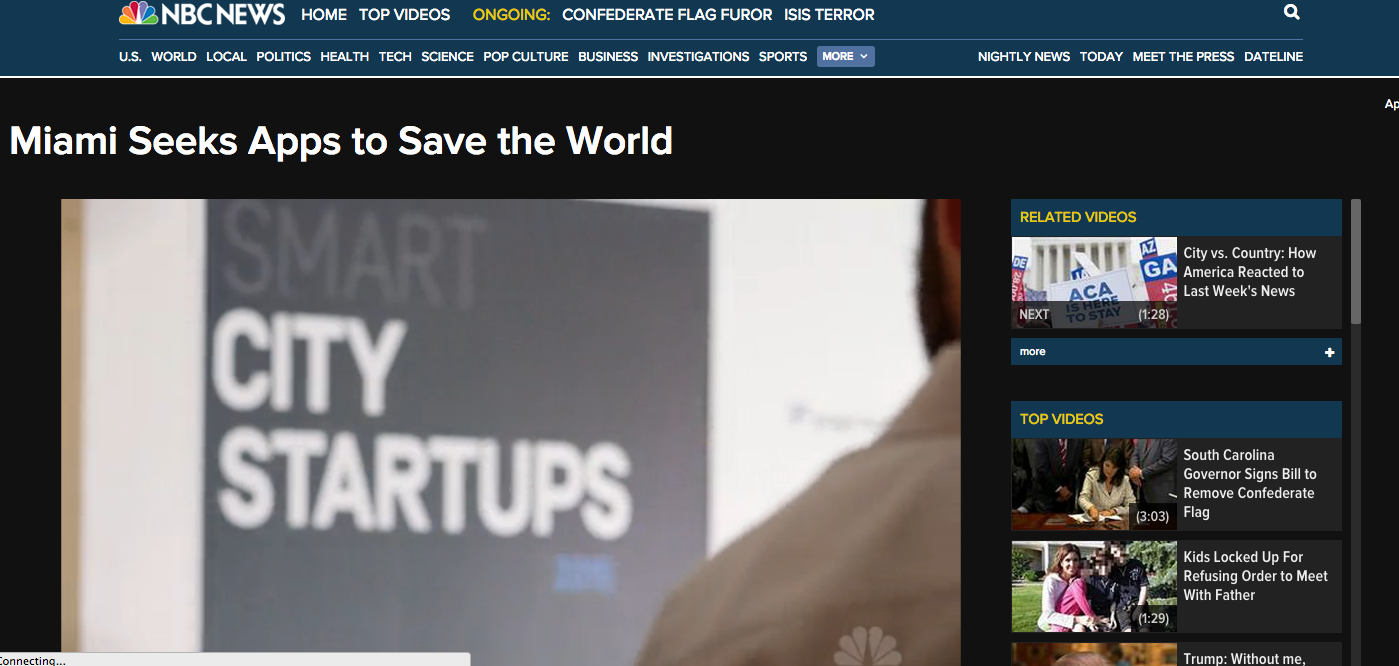 NBC NEWS HOME TOP VIDEOS ONGOING: CONFEDERATE FLAG FUROR ISIS TERROR
U.S. WORLD LOCAL POLITICS HEALTH TECH SCIENCE POP CULTURE BUSINESS INVESTIGATIONS SPORTS MORE NIGHTLY NEWS TODAY MEET THE PRESS DATELINE
Ap
Miami Seeks Apps to Save the World
SMART
CITY
STARTUPS
RELATED VIDEOS
DE
AZ
GA
ACA
IS HERE
TO STAY
NEXT (1:28)
City vs. Country: How
America Reacted to
Last Week's News
more +
TOP VIDEOS
(3:03)
South Carolina
Governor Signs Bill to
Remove Confederate
Flag
(1:29)
Kids Locked Up For
Refusing Order to Meet
With Father
Trump: Without me,
Connecting...